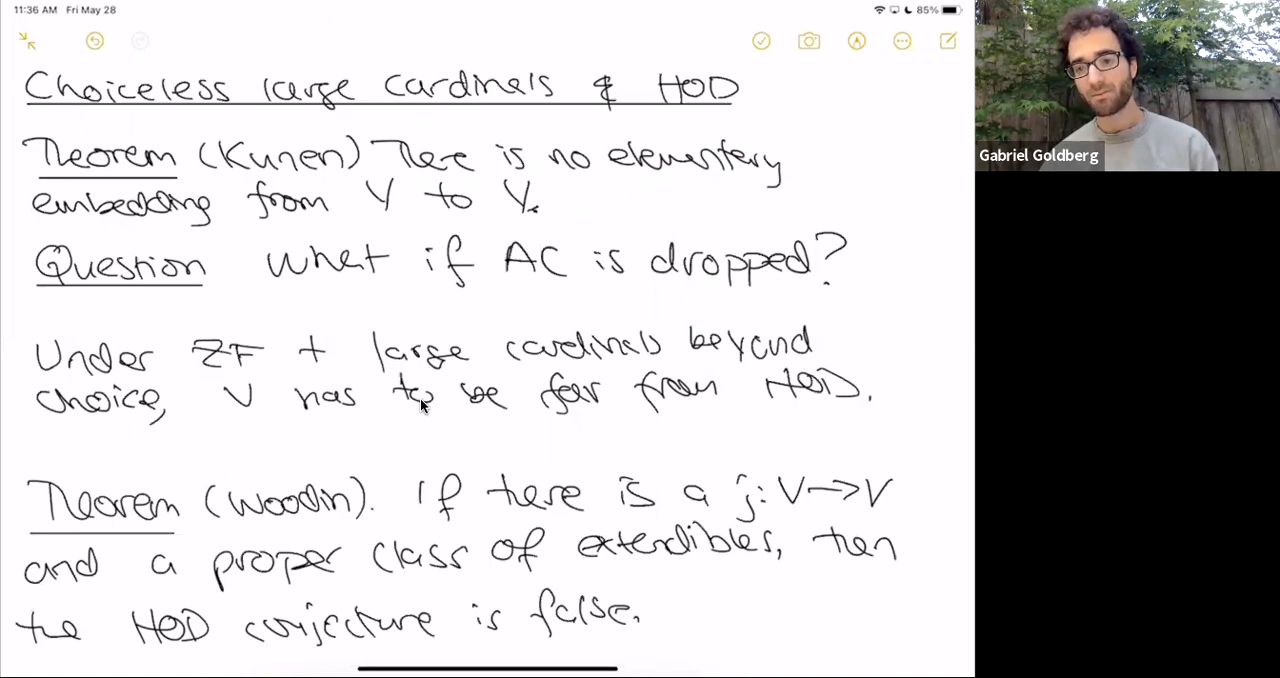 11:36 AM Fri May 28
85%
Choiceless large cardinals & HOD
Theorem (Kunen) There is no elementary
embedding from V to V.
Question What if AC is dropped?
Under ZF + large cardinals beyond
choice, V has to be far from HOD.
Theorem (Woodin). If there is a j: V→V
and a proper class of extendibles, then
the HOD conjecture is false.
Gabriel Goldberg